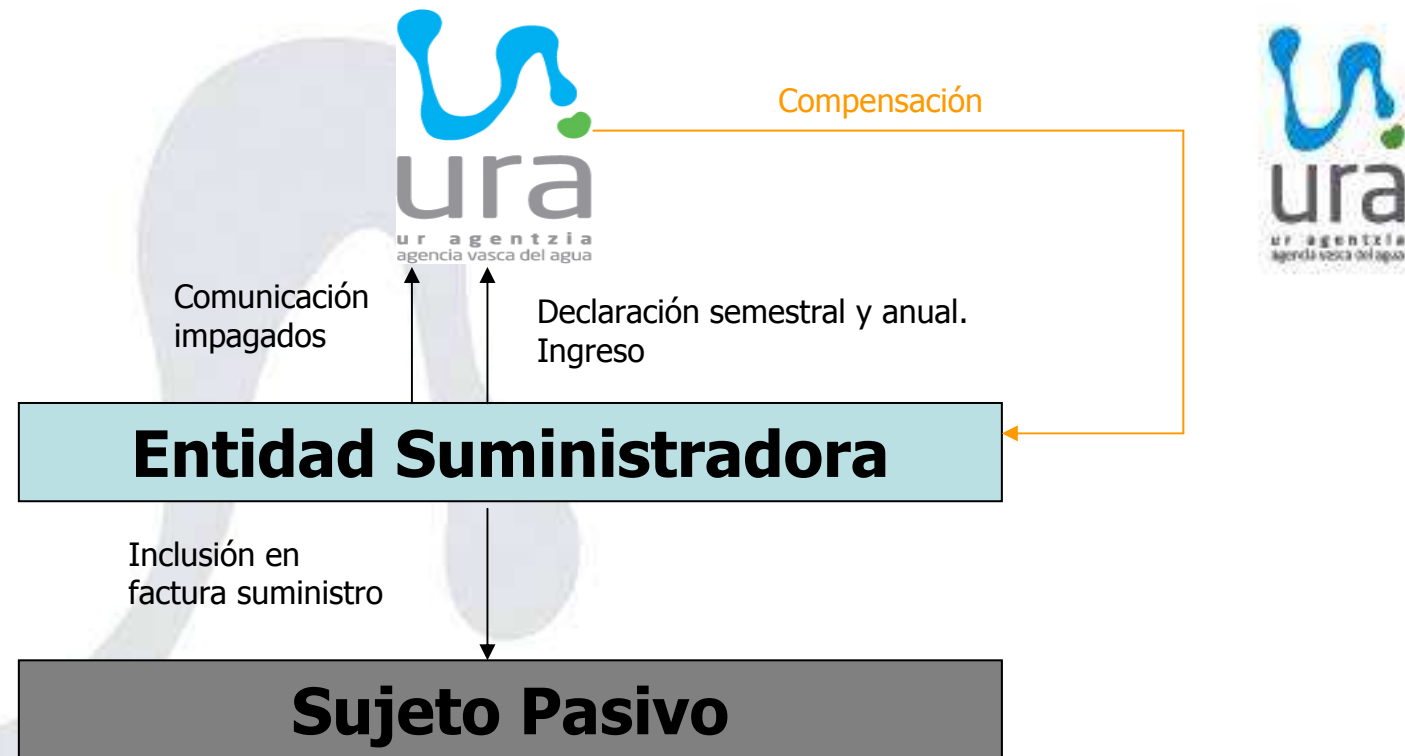 ura
ur agentzia
agencia vasca del agua
Compensación
ura
ur agentzia
agencia vasca del agua
Comunicación
impagados
Declaración semestral y anual.
Ingreso
Entidad Suministradora
Inclusión en
factura suministro
Sujeto Pasivo